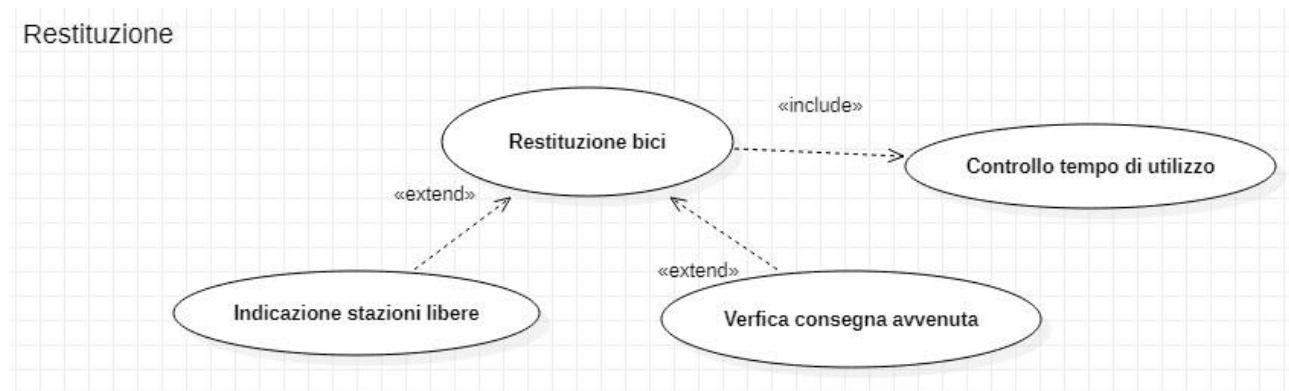 Restituzione
«include»
Restituzione bici
Controllo tempo di utilizzo
«extend»
«extend»
Indicazione stazioni libere
Verfica consegna avvenuta